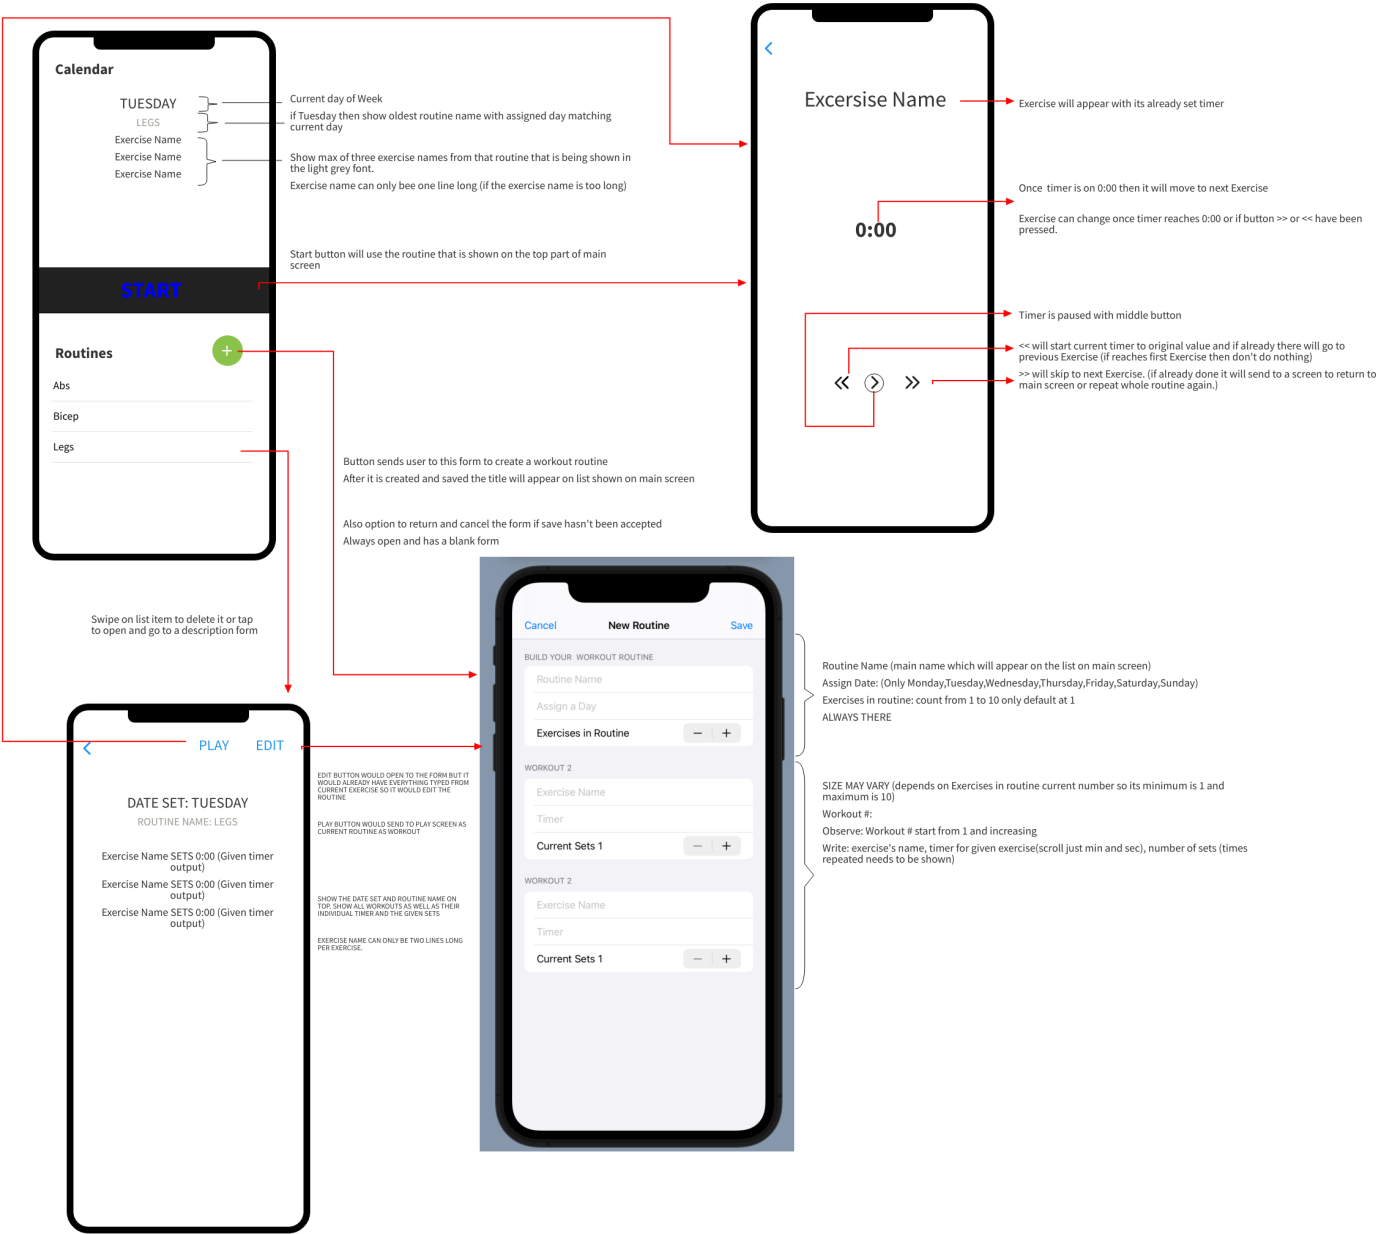 Calendar
TUESDAY
LEGS
Exercise Name
Exercise Name
Exercise Name
START
Routines
+
Abs
Bicep
Legs
Current day of Week
if Tuesday then show oldest routine name with assigned day matching
current day
Show max of three exercise names from that routine that is being shown in
the light grey font.
Exercise name can only bee one line long (if the exercise name is too long)
Start button will use the routine that is shown on the top part of main
screen
Excersise Name
0:00
Exercise will appear with its already set timer
Once timer is on 0:00 then it will move to next Exercise
Exercise can change once timer reaches 0:00 or if button >> or << have been
pressed.
Timer is paused with middle button
<< will start current timer to original value and if already there will go to
previous Exercise (if reaches first Exercise then don't do nothing)
>> will skip to next Exercise. (if already done it will send to a screen to return to
main screen or repeat whole routine again.)
Button sends user to this form to create a workout routine
After it is created and saved the title will appear on list shown on main screen
Also option to return and cancel the form if save hasn't been accepted
Always open and has a blank form
Swipe on list item to delete it or tap
to open and go to a description form
PLAY
EDIT
DATE SET: TUESDAY
ROUTINE NAME: LEGS
Exercise Name SETS 0:00 (Given timer
output)
Exercise Name SETS 0:00 (Given timer
output)
Exercise Name SETS 0:00 (Given timer
output)
EDIT BUTTON WOULD OPEN TO THE FORM BUT IT
WOULD ALREADY HAVE EVERYTHING TYPED FROM
CURRENT EXERCISE SO IT WOULD EDIT THE
ROUTINE
PLAY BUTTON WOULD SEND TO PLAY SCREEN AS
CURRENT ROUTINE AS WORKOUT
SHOW THE DATE SET AND ROUTINE NAME ON
TOP. SHOW ALL WORKOUTS AS WELL AS THEIR
INDIVIDUAL TIMER AND THE GIVEN SETS
EXERCISE NAME CAN ONLY BE TWO LINES LONG
PER EXERCISE.
Cancel
New Routine
Save
BUILD YOUR WORKOUT ROUTINE
Routine Name
Assign a Day
Exercises in Routine
− +
WORKOUT 2
Exercise Name
Timer
Current Sets 1
− +
WORKOUT 2
Exercise Name
Timer
Current Sets 1
− +
Routine Name (main name which will appear on the list on main screen)
Assign Date: (Only Monday,Tuesday,Wednesday,Thursday,Friday,Saturday,Sunday)
Exercises in routine: count from 1 to 10 only default at 1
ALWAYS THERE
SIZE MAY VARY (depends on Exercises in routine current number so its minimum is 1 and
maximum is 10)
Workout #:
Observe: Workout # start from 1 and increasing
Write: exercise's name, timer for given exercise(scroll just min and sec), number of sets (times
repeated needs to be shown)